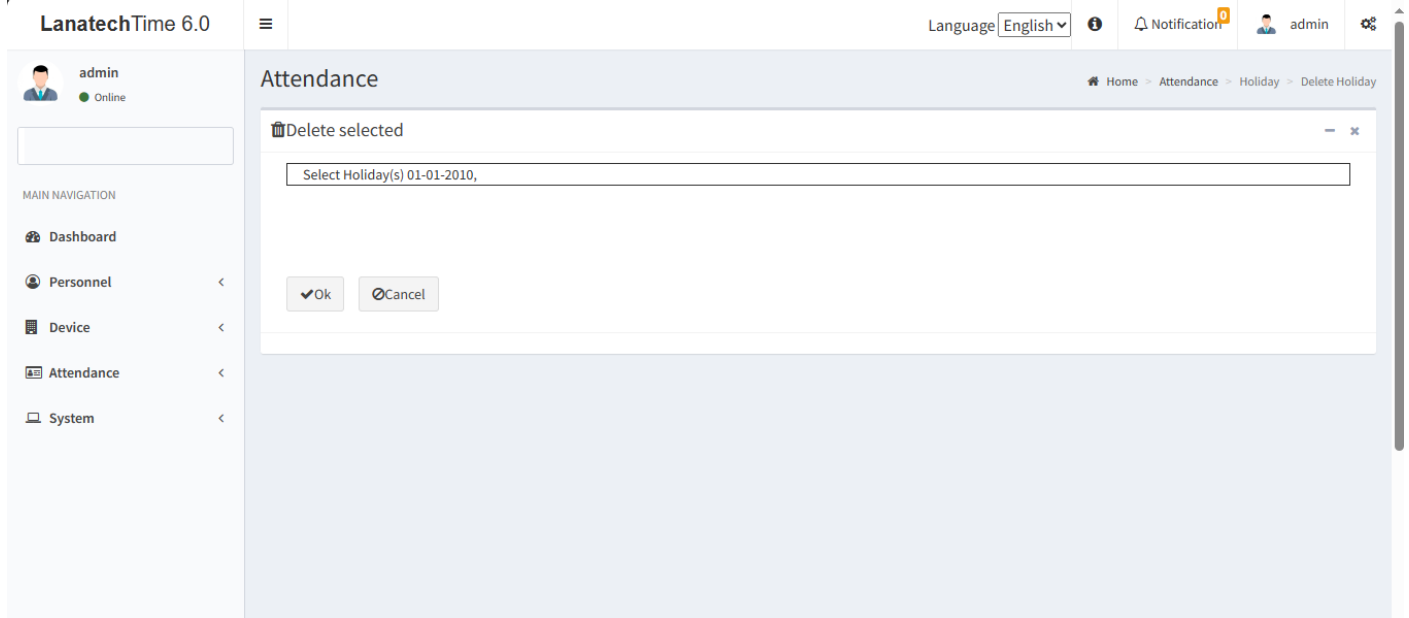 LanatechTime 6.0
Language English
Notification 0
admin
admin
Online
MAIN NAVIGATION
Dashboard
Personnel
Device
Attendance
System
Attendance
Home > Attendance > Holiday > Delete Holiday
Delete selected
Select Holiday(s) 01-01-2010,
Ok
Cancel